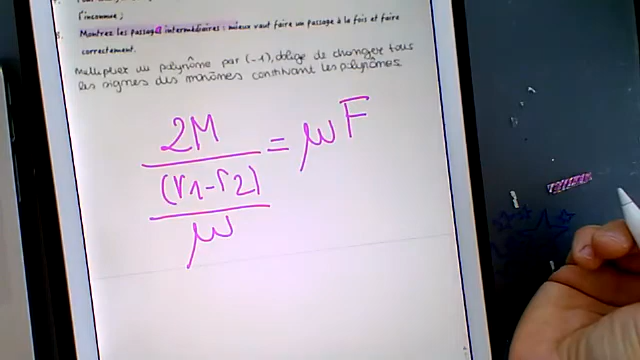 l'inconnue ;
Montrez les passages intermédiaires : mieux vaut faire un passage à la fois et faire
correctement.
Multiplier un polynôme par (-1), oblige de changer tous
les signes des monômes constituant les polynômes.
2M
(r1-r2)
μ
= μF